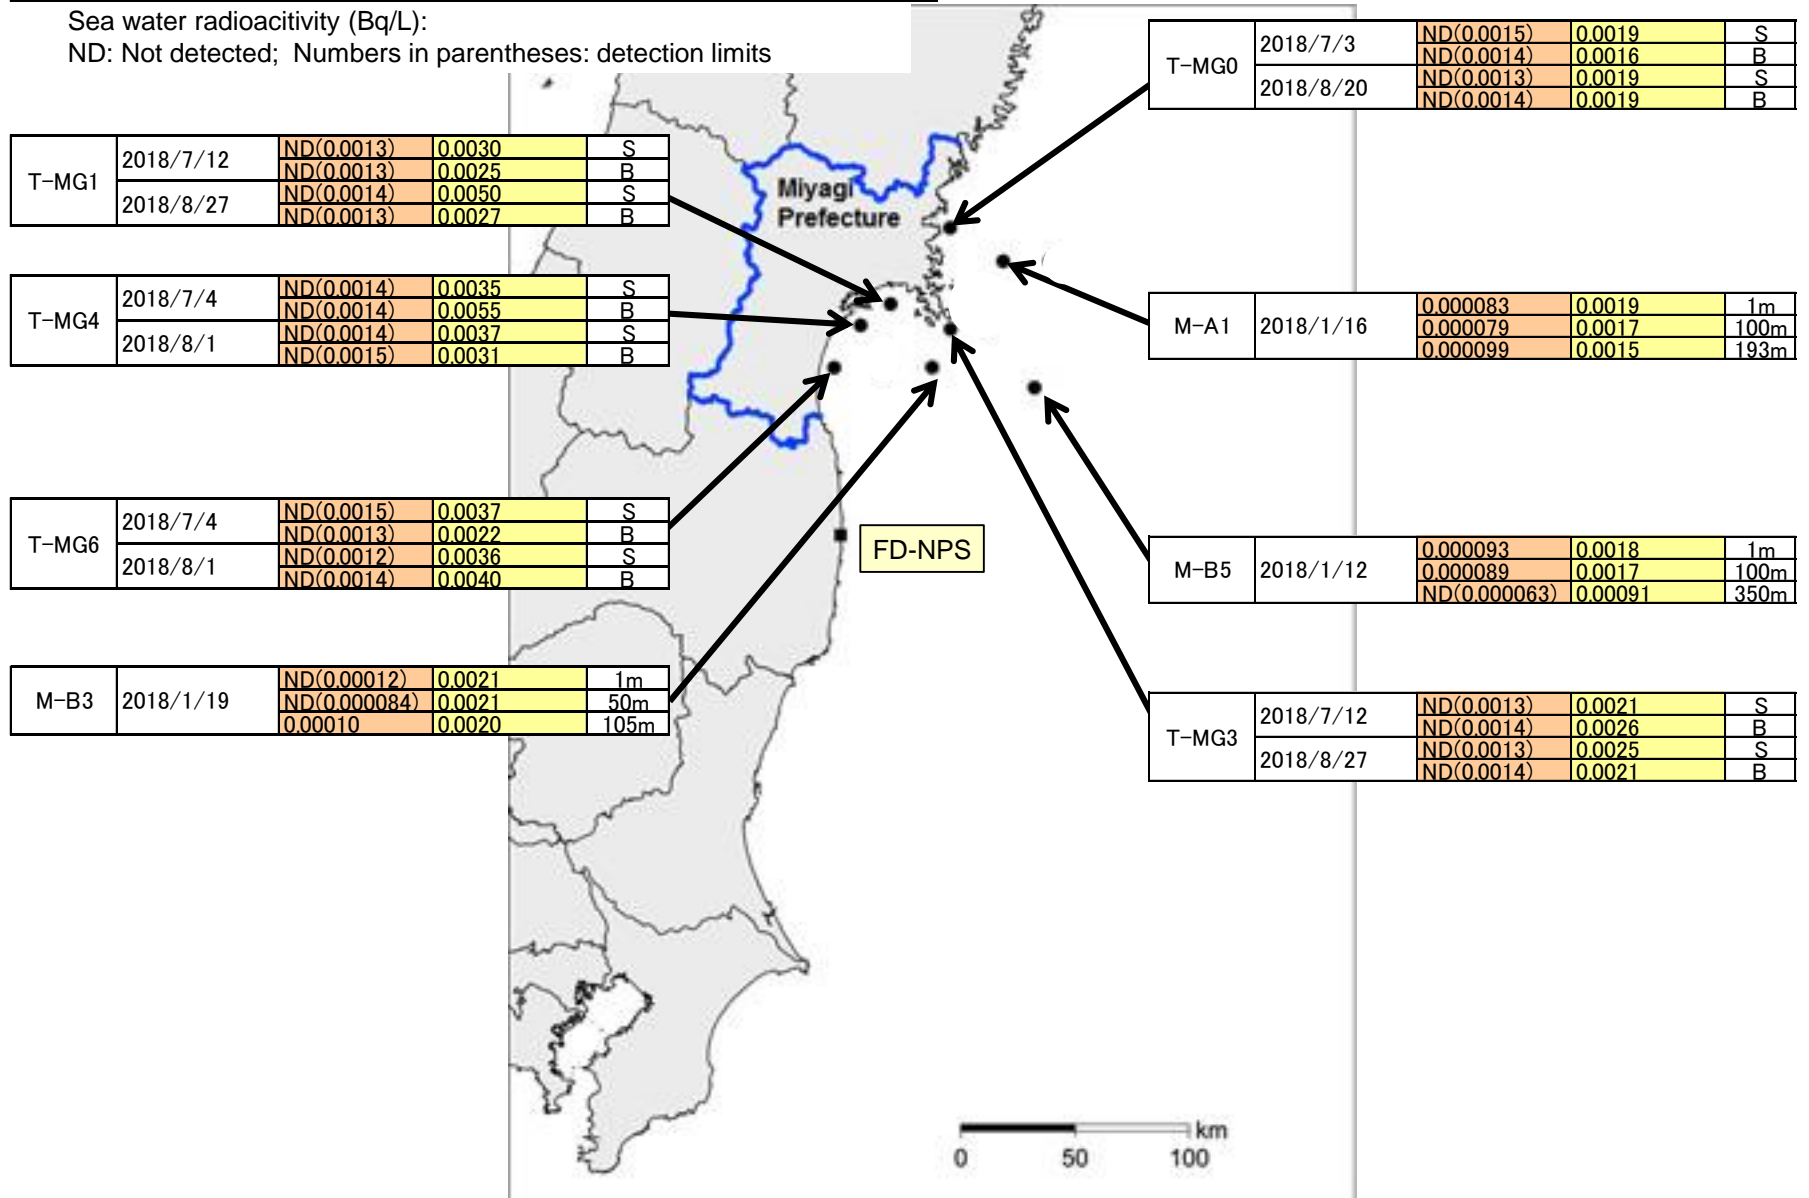 Sea water radioacitivity (Bq/L):
ND: Not detected;  Numbers in parentheses: detection limits
T-MG0
2018/7/3
ND(0.0015) 0.0019 S
ND(0.0014) 0.0016 B
2018/8/20
ND(0.0013) 0.0019 S
ND(0.0014) 0.0019 B
T-MG1
2018/7/12
ND(0.0013) 0.0030 S
ND(0.0013) 0.0025 B
2018/8/27
ND(0.0014) 0.0050 S
ND(0.0013) 0.0027 B
Miyagi
Prefecture
T-MG4
2018/7/4
ND(0.0014) 0.0035 S
ND(0.0014) 0.0055 B
2018/8/1
ND(0.0014) 0.0037 S
ND(0.0015) 0.0031 B
M-A1
2018/1/16
0.000083 0.0019 1m
0.000079 0.0017 100m
0.000099 0.0015 193m
T-MG6
2018/7/4
ND(0.0015) 0.0037 S
ND(0.0013) 0.0022 B
2018/8/1
ND(0.0012) 0.0036 S
ND(0.0014) 0.0040 B
FD-NPS
M-B5
2018/1/12
0.000093 0.0018 1m
0.000089 0.0017 100m
ND(0.000063) 0.00091 350m
M-B3
2018/1/19
ND(0.00012) 0.0021 1m
ND(0.000084) 0.0021 50m
0.00010 0.0020 105m
T-MG3
2018/7/12
ND(0.0013) 0.0021 S
ND(0.0014) 0.0026 B
2018/8/27
ND(0.0013) 0.0025 S
ND(0.0014) 0.0021 B
km
0 50 100